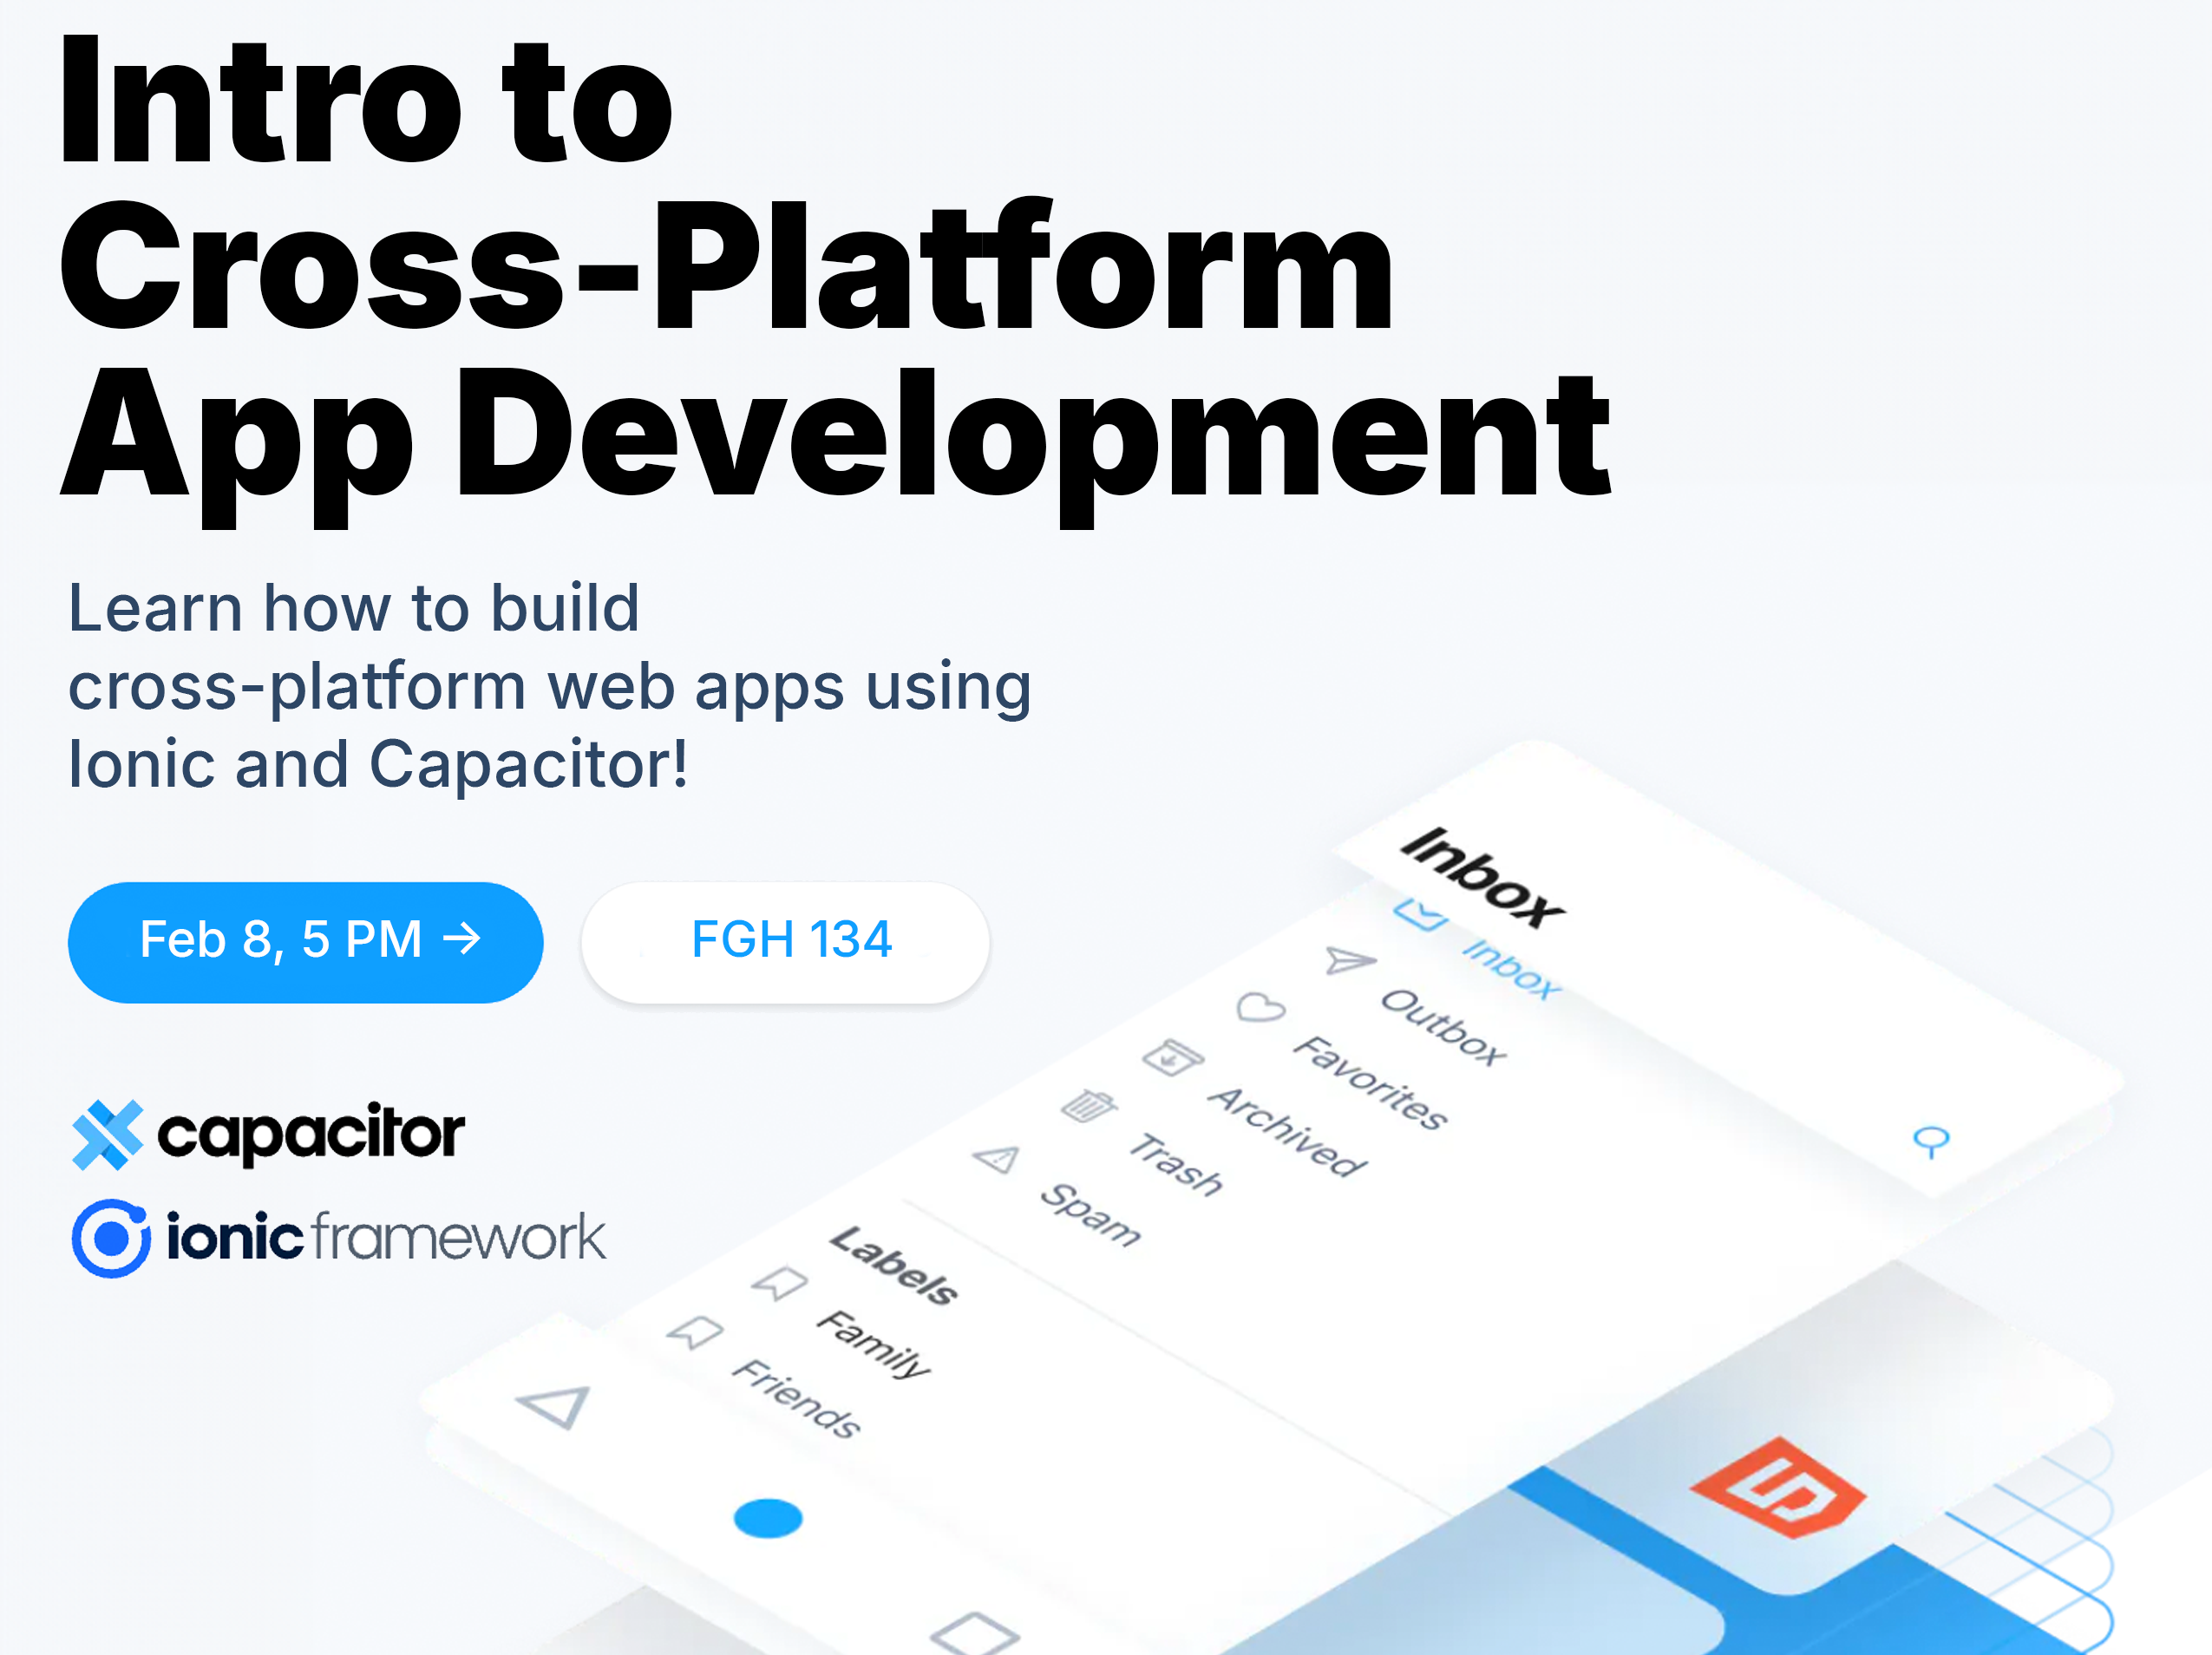 Intro to
Cross-Platform
App Development
Learn how to build
cross-platform web apps using
Ionic and Capacitor!
Feb 8, 5 PM →
FGH 134
capacitor
ionic framework
Inbox
Inbox
Outbox
Favorites
Archived
Trash
Spam
Labels
Family
Friends